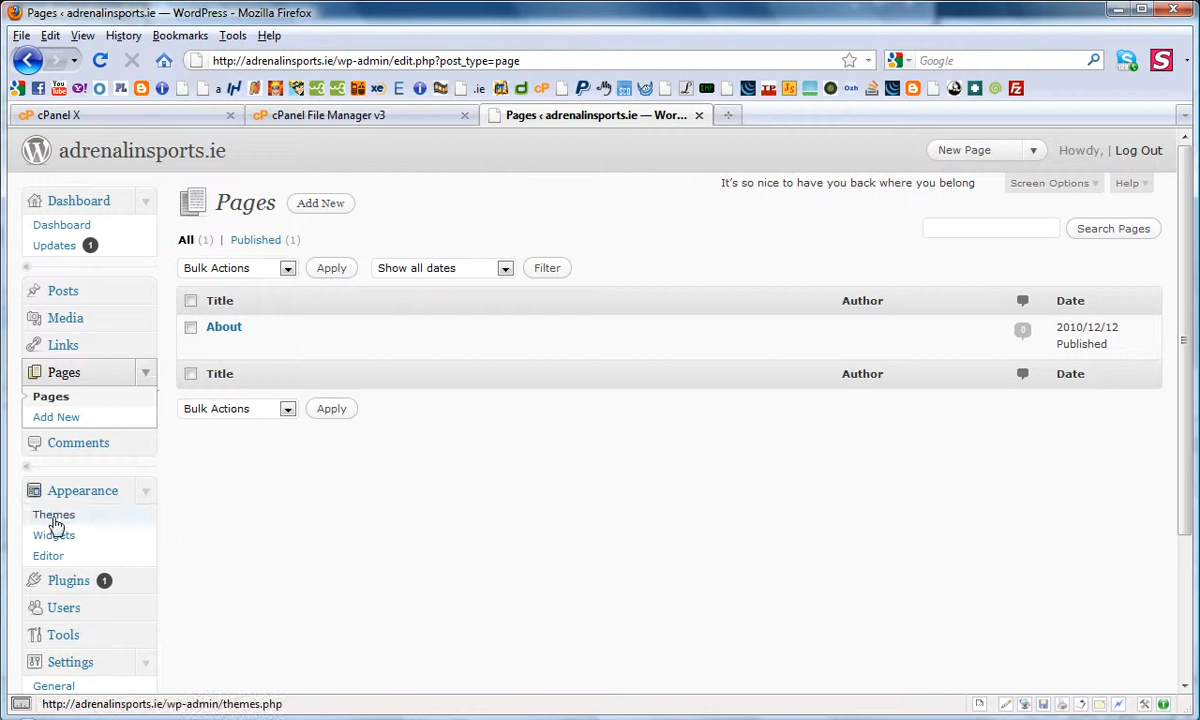 Pages ‹ adrenalinsports.ie — WordPress - Mozilla Firefox
File Edit View History Bookmarks Tools Help
http://adrenalinsports.ie/wp-admin/edit.php?post_type=page
Google
cPanel X
cPanel File Manager v3
Pages ‹ adrenalinsports.ie — Wor...
adrenalinsports.ie
New Page
Howdy, | Log Out
It's so nice to have you back where you belong
Screen Options
Help
Dashboard
Dashboard
Updates 1
Posts
Media
Links
Pages
Pages
Add New
Comments
Appearance
Themes
Widgets
Editor
Plugins 1
Users
Tools
Settings
General
Pages Add New
All (1) | Published (1)
Search Pages
Bulk Actions Apply Show all dates Filter
Title Author Date
About 0 2010/12/12
Published
Title Author Date
Bulk Actions Apply
http://adrenalinsports.ie/wp-admin/themes.php